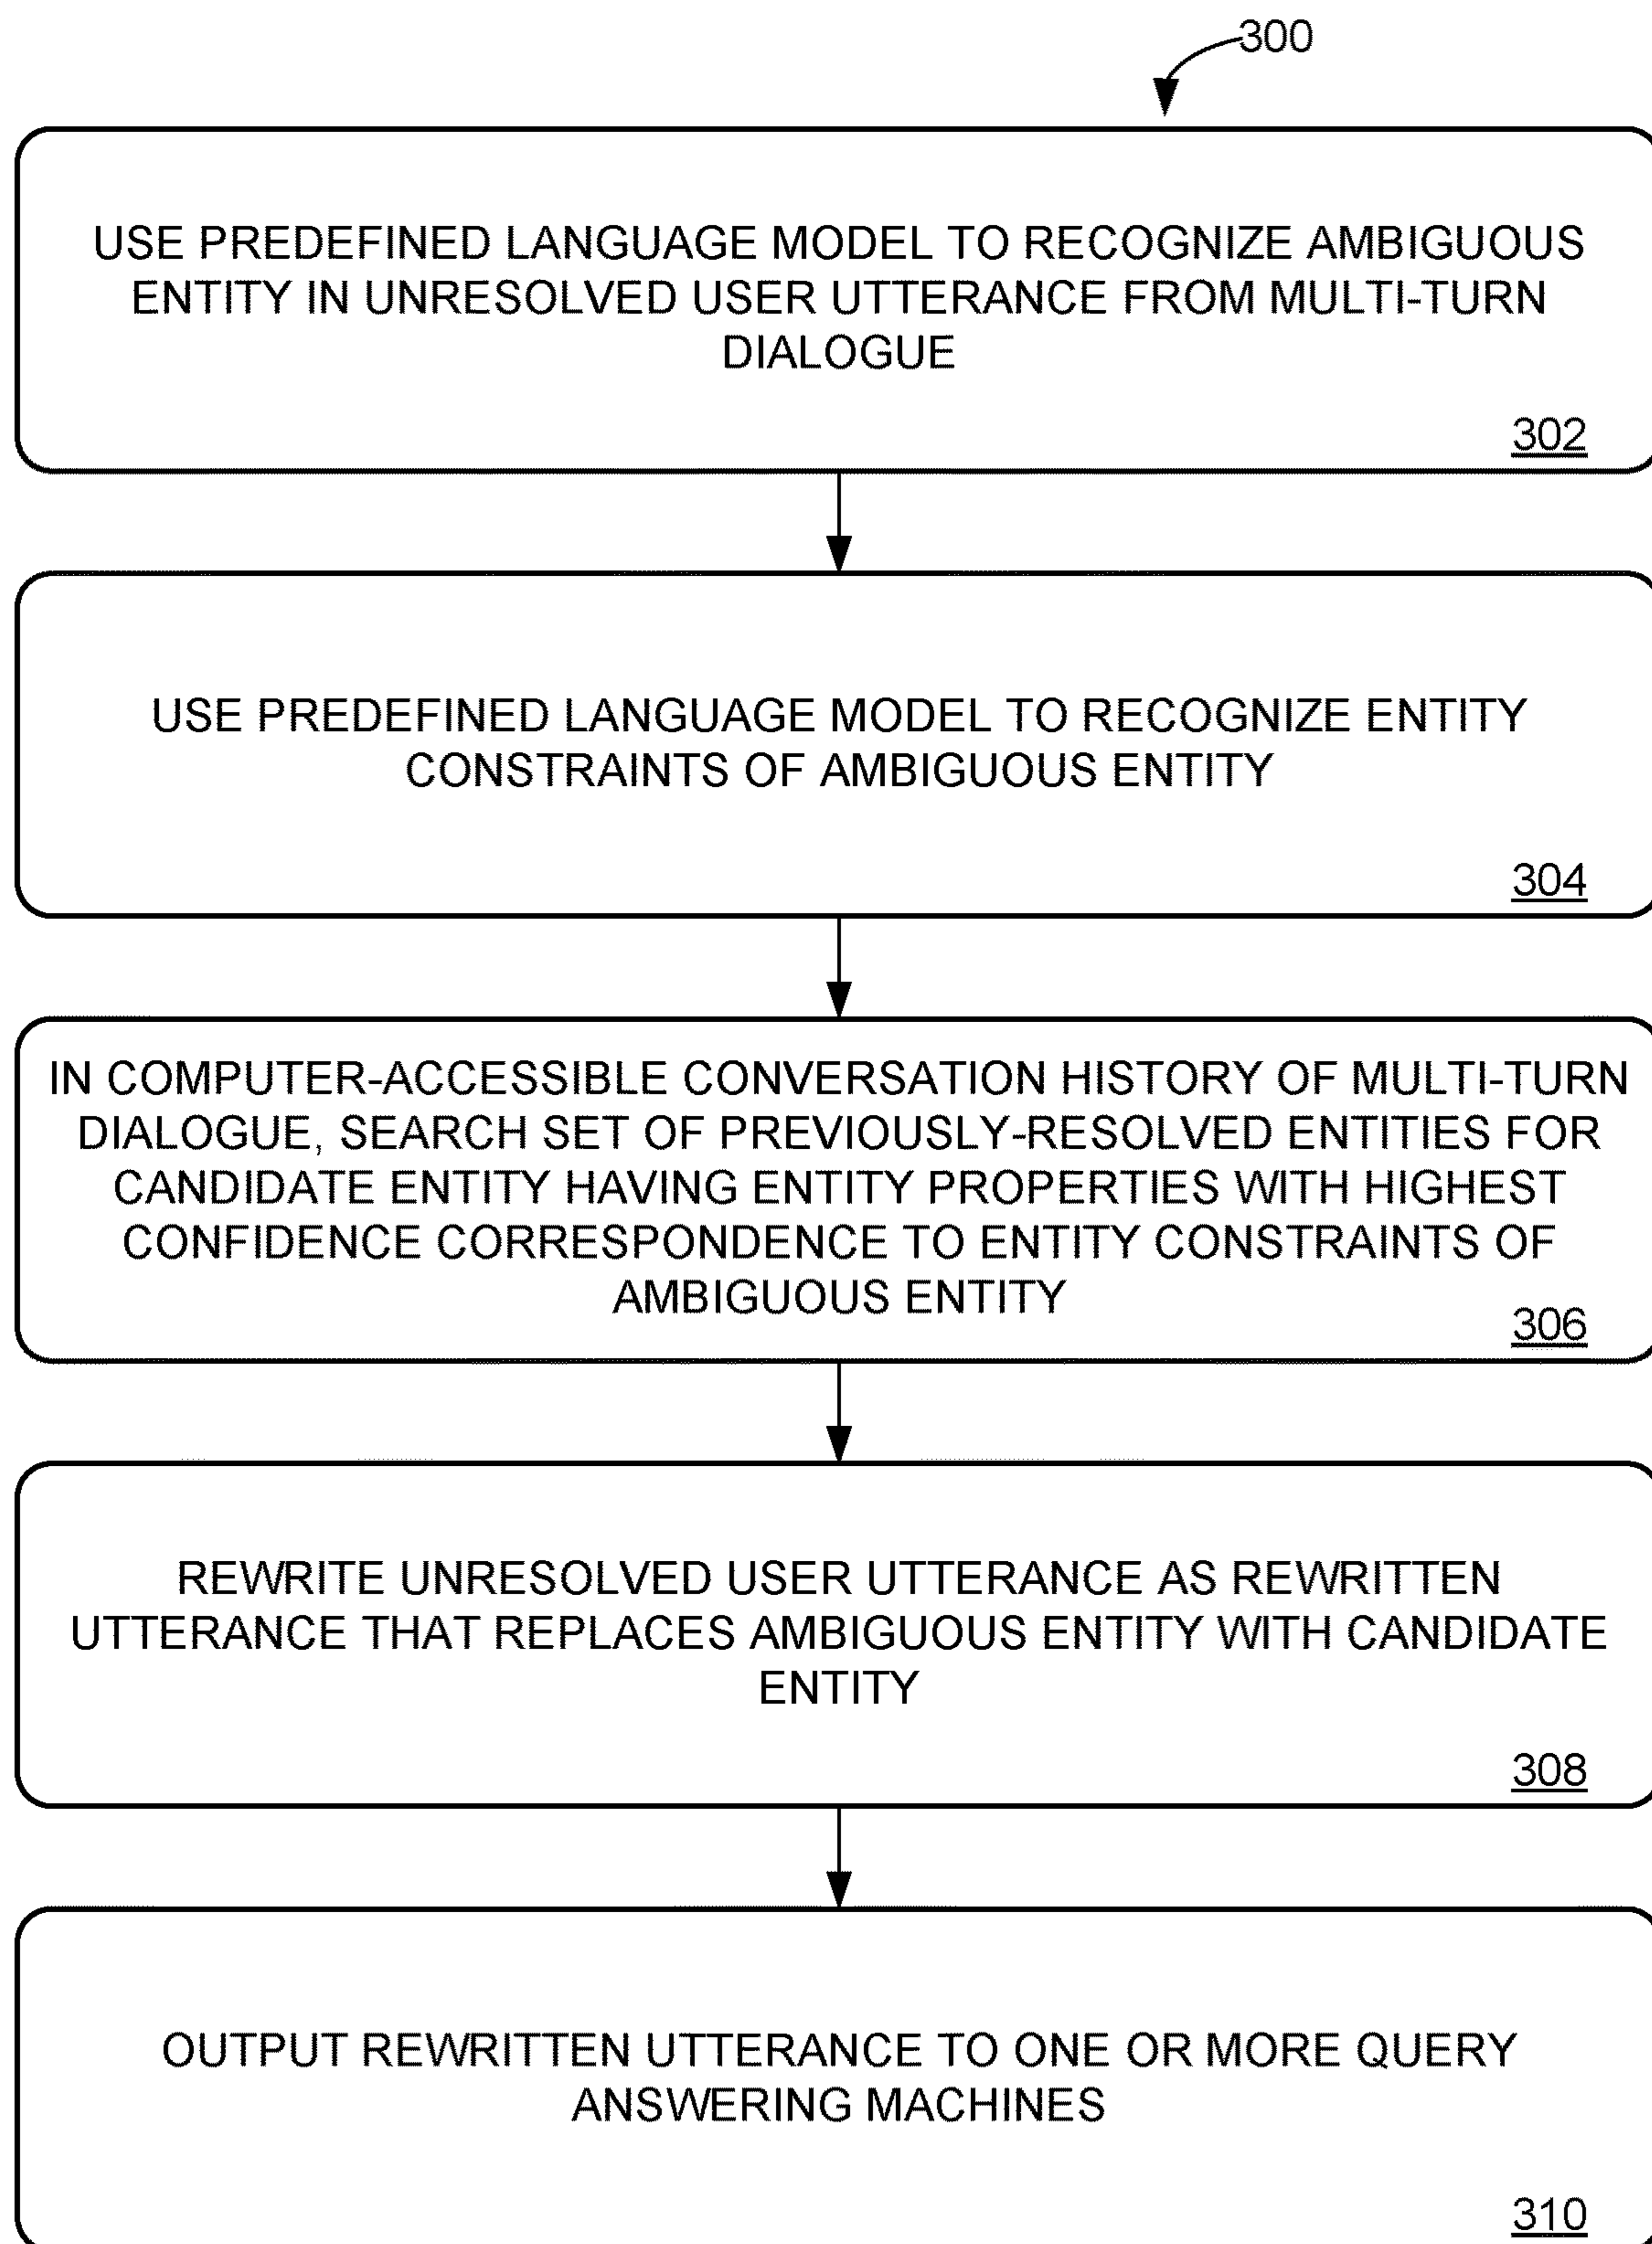 300
USE PREDEFINED LANGUAGE MODEL TO RECOGNIZE AMBIGUOUS
ENTITY IN UNRESOLVED USER UTTERANCE FROM MULTI-TURN
DIALOGUE
302
USE PREDEFINED LANGUAGE MODEL TO RECOGNIZE ENTITY
CONSTRAINTS OF AMBIGUOUS ENTITY
304
IN COMPUTER-ACCESSIBLE CONVERSATION HISTORY OF MULTI-TURN
DIALOGUE, SEARCH SET OF PREVIOUSLY-RESOLVED ENTITIES FOR
CANDIDATE ENTITY HAVING ENTITY PROPERTIES WITH HIGHEST
CONFIDENCE CORRESPONDENCE TO ENTITY CONSTRAINTS OF
AMBIGUOUS ENTITY
306
REWRITE UNRESOLVED USER UTTERANCE AS REWRITTEN
UTTERANCE THAT REPLACES AMBIGUOUS ENTITY WITH CANDIDATE
ENTITY
308
OUTPUT REWRITTEN UTTERANCE TO ONE OR MORE QUERY
ANSWERING MACHINES
310